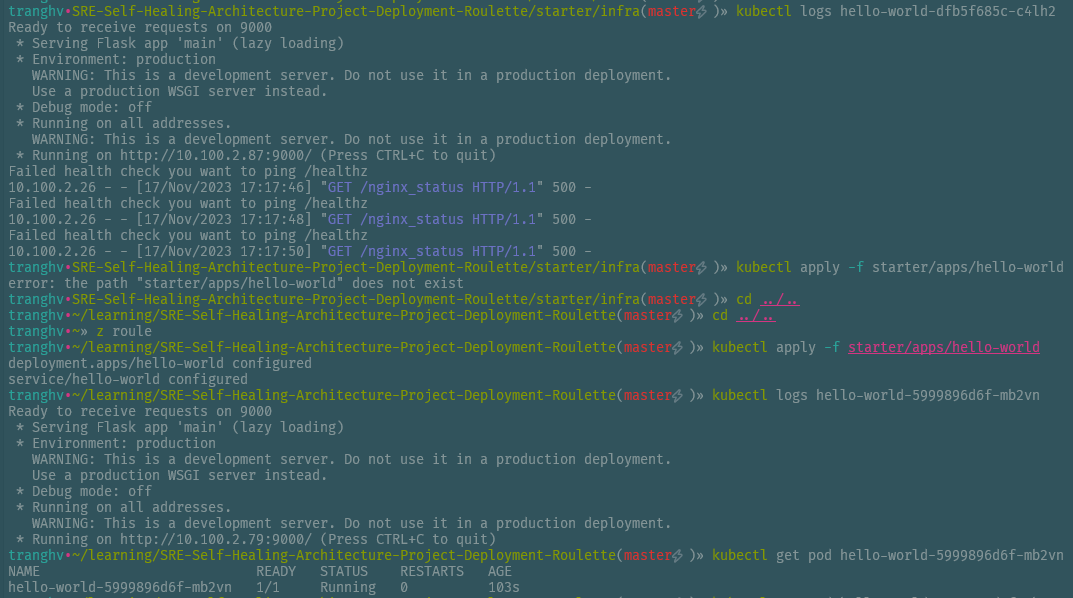 tranghv•SRE-Self-Healing-Architecture-Project-Deployment-Roulette/starter/infra(master⚡)» kubectl logs hello-world-dfb5f685c-c4lh2
Ready to receive requests on 9000
 * Serving Flask app 'main' (lazy loading)
 * Environment: production
   WARNING: This is a development server. Do not use it in a production deployment.
   Use a production WSGI server instead.
 * Debug mode: off
 * Running on all addresses.
   WARNING: This is a development server. Do not use it in a production deployment.
 * Running on http://10.100.2.87:9000/ (Press CTRL+C to quit)
Failed health check you want to ping /healthz
10.100.2.26 - - [17/Nov/2023 17:17:46] "GET /nginx_status HTTP/1.1" 500 -
Failed health check you want to ping /healthz
10.100.2.26 - - [17/Nov/2023 17:17:48] "GET /nginx_status HTTP/1.1" 500 -
Failed health check you want to ping /healthz
10.100.2.26 - - [17/Nov/2023 17:17:50] "GET /nginx_status HTTP/1.1" 500 -
tranghv•SRE-Self-Healing-Architecture-Project-Deployment-Roulette/starter/infra(master⚡)» kubectl apply -f starter/apps/hello-world
error: the path "starter/apps/hello-world" does not exist
tranghv•SRE-Self-Healing-Architecture-Project-Deployment-Roulette/starter/infra(master⚡)» cd ../..
tranghv•~/learning/SRE-Self-Healing-Architecture-Project-Deployment-Roulette(master⚡)» cd ../..
tranghv•~» z roule
tranghv•~/learning/SRE-Self-Healing-Architecture-Project-Deployment-Roulette(master⚡)» kubectl apply -f starter/apps/hello-world
deployment.apps/hello-world configured
service/hello-world configured
tranghv•~/learning/SRE-Self-Healing-Architecture-Project-Deployment-Roulette(master⚡)» kubectl logs hello-world-5999896d6f-mb2vn
Ready to receive requests on 9000
 * Serving Flask app 'main' (lazy loading)
 * Environment: production
   WARNING: This is a development server. Do not use it in a production deployment.
   Use a production WSGI server instead.
 * Debug mode: off
 * Running on all addresses.
   WARNING: This is a development server. Do not use it in a production deployment.
 * Running on http://10.100.2.79:9000/ (Press CTRL+C to quit)
tranghv•~/learning/SRE-Self-Healing-Architecture-Project-Deployment-Roulette(master⚡)» kubectl get pod hello-world-5999896d6f-mb2vn
NAME                           READY   STATUS    RESTARTS   AGE
hello-world-5999896d6f-mb2vn   1/1     Running   0          103s